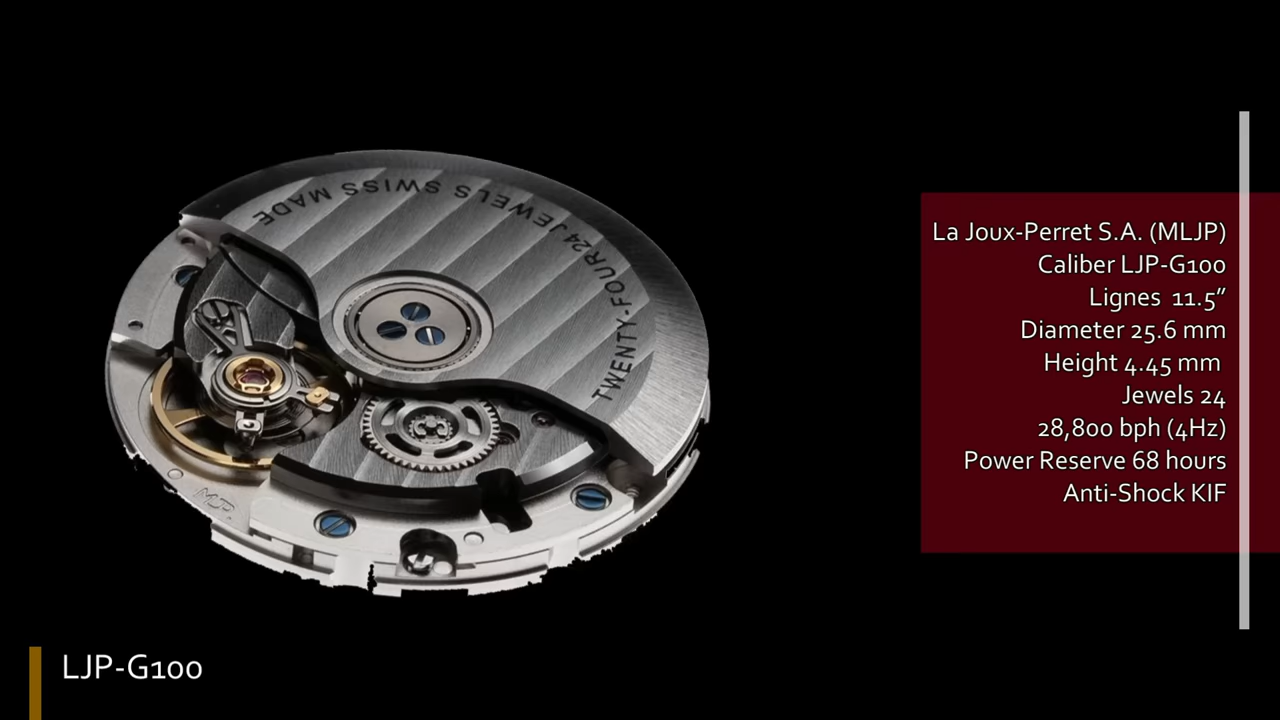 TWENTY-FOUR 24 JEWELS SWISS MADE
MLJP.
La Joux-Perret S.A. (MLJP)
Caliber LJP-G100
Lignes 11.5”
Diameter 25.6 mm
Height 4.45 mm
Jewels 24
28,800 bph (4Hz)
Power Reserve 68 hours
Anti-Shock KIF
LJP-G100